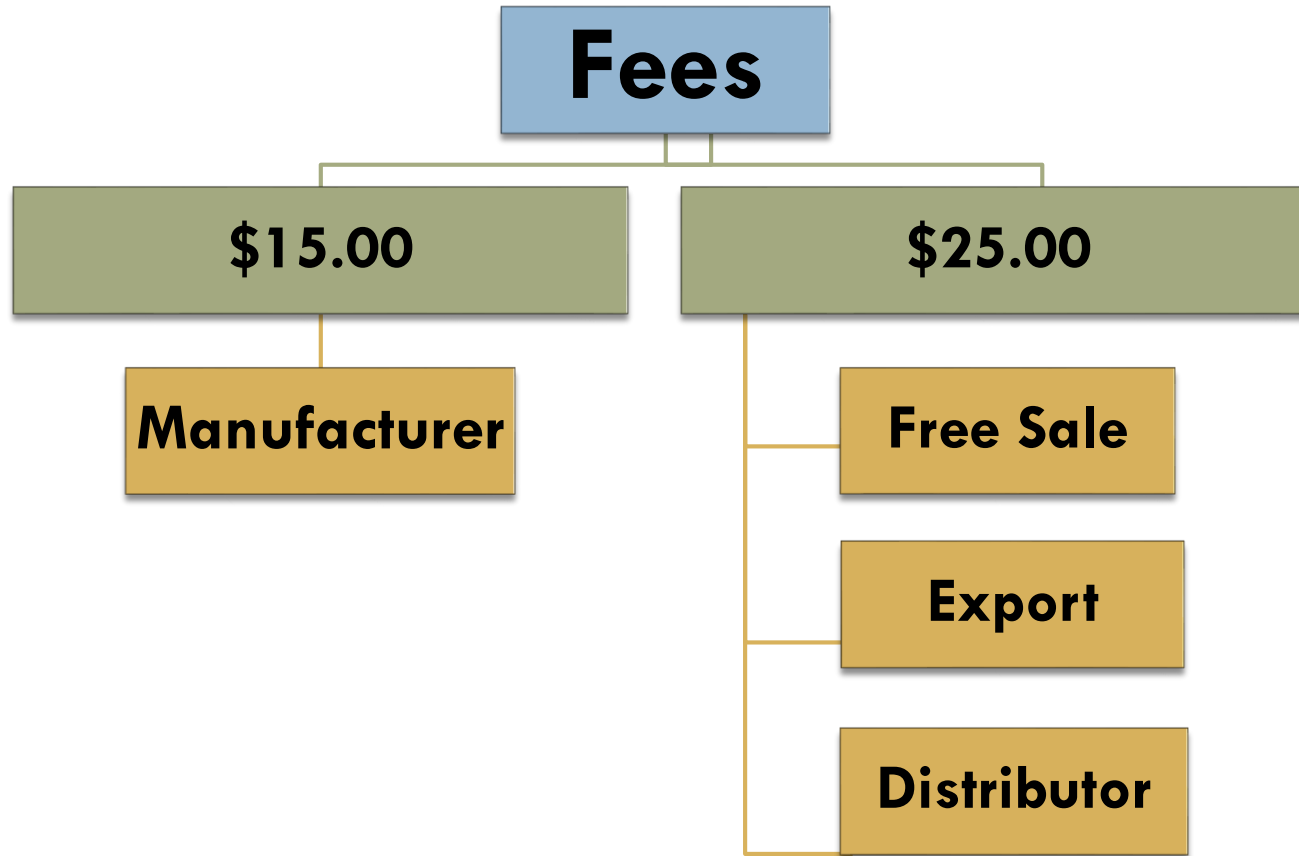 Fees
$15.00
$25.00
Manufacturer
Free Sale
Export
Distributor